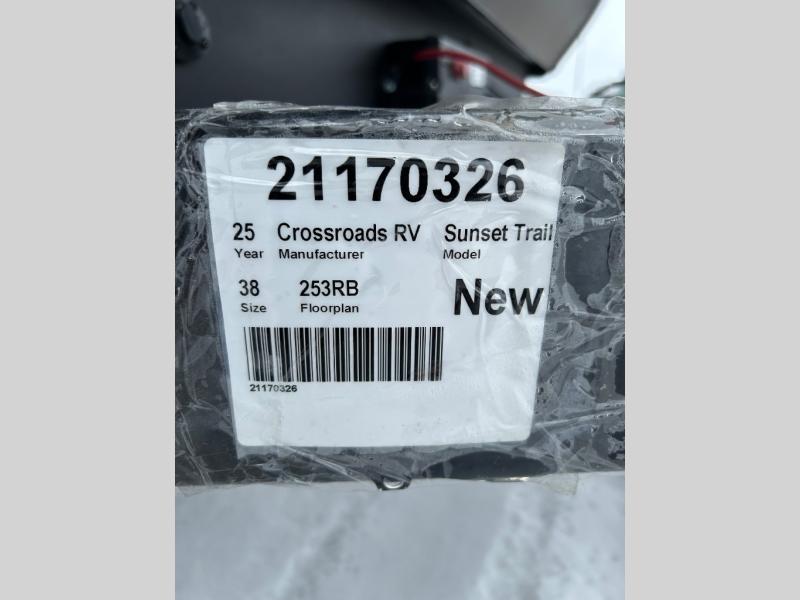 21170326
25 Crossroads RV Sunset Trail
Year Manufacturer Model
38 253RB New
Size Floorplan
21170326